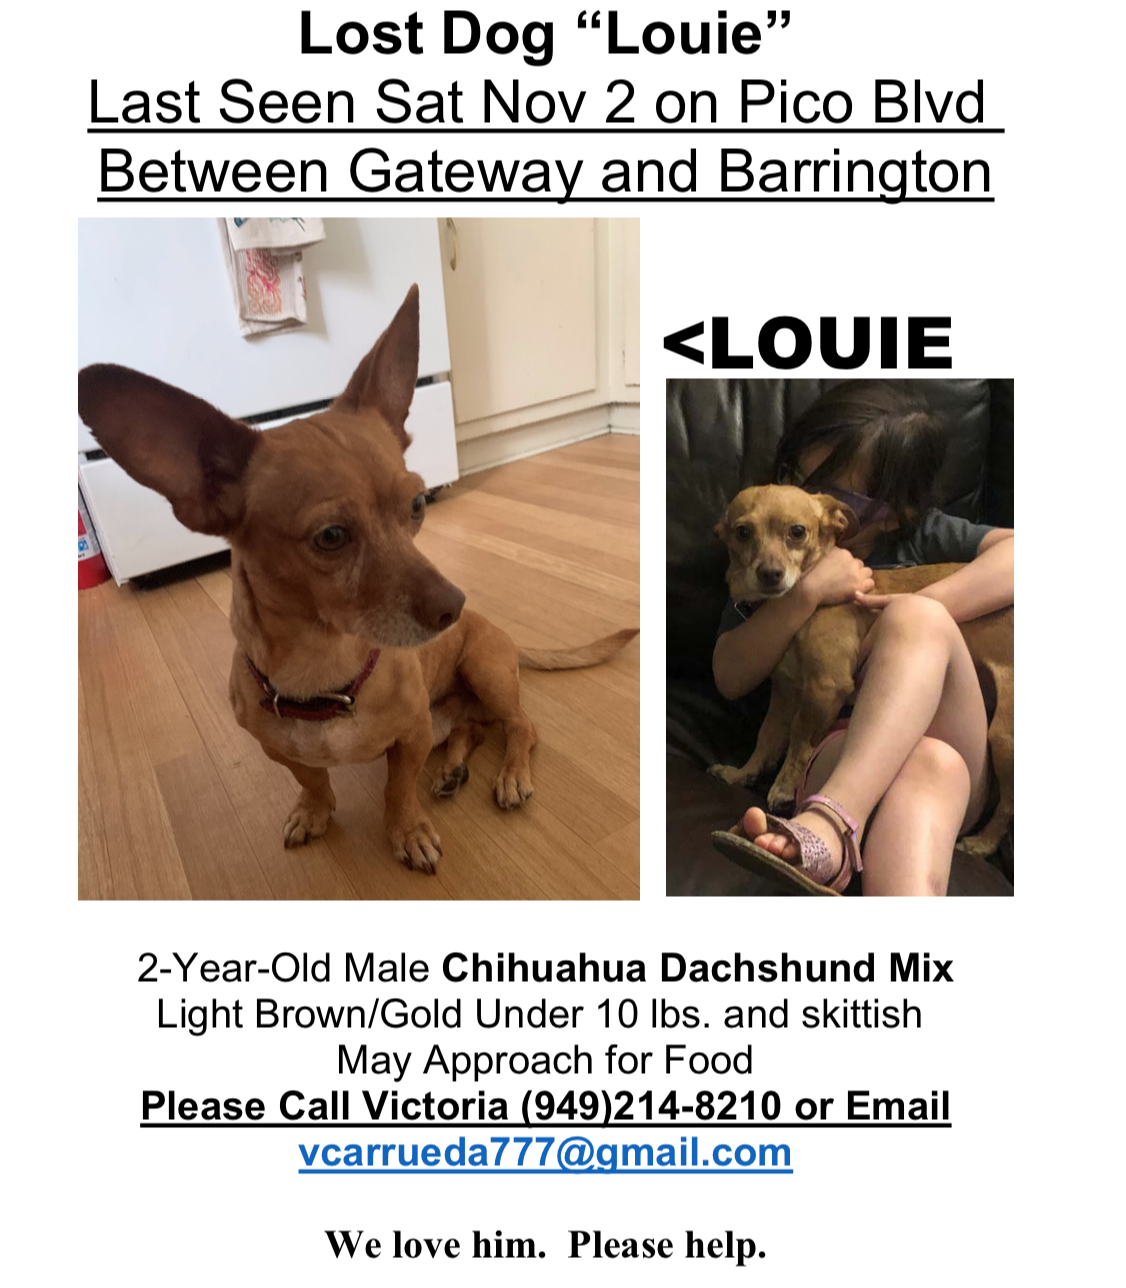 Lost Dog “Louie”
Last Seen Sat Nov 2 on Pico Blvd
Between Gateway and Barrington
<LOUIE
2-Year-Old Male Chihuahua Dachshund Mix
Light Brown/Gold Under 10 lbs. and skittish
May Approach for Food
Please Call Victoria (949)214-8210 or Email
vcarrueda777@gmail.com
We love him.  Please help.